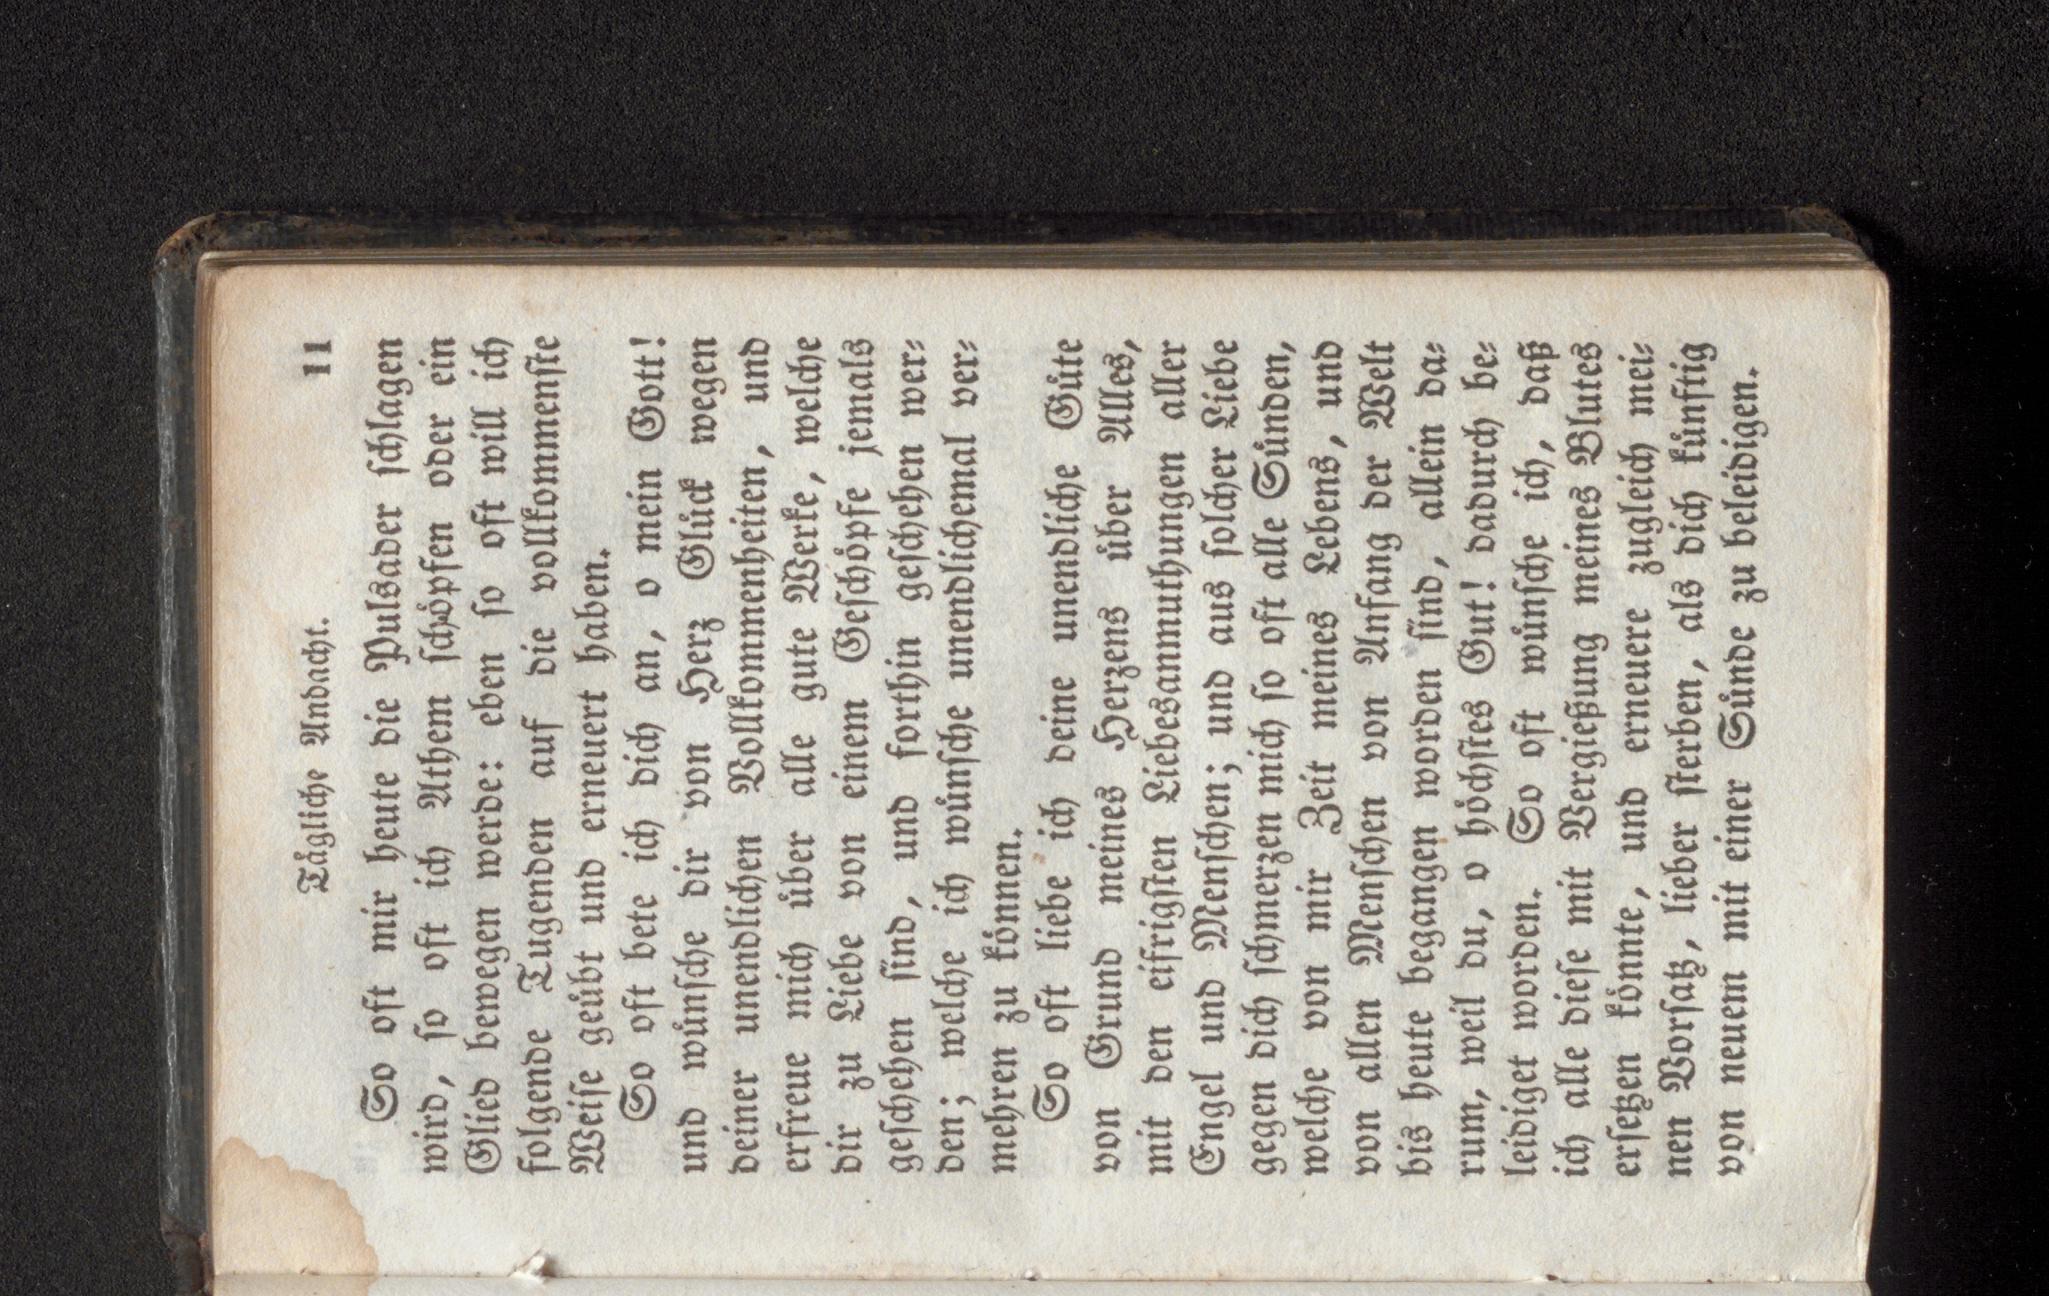 Tägliche Andacht. 11
So oft mir heute die Pulsader schlagen
wird, so oft ich Athem schöpfen oder ein
Glied bewegen werde: eben so oft will ich
folgende Tugenden auf die vollkommenste
Weise geübt und erneuert haben.
So oft bete ich dich an, o mein Gott!
und wünsche dir von Herz Glück wegen
deiner unendlichen Vollkommenheiten, und
erfreue mich über alle gute Werke, welche
dir zu Liebe von einem Geschöpfe jemals
geschehen sind, und forthin geschehen wer-
den; welche ich wünsche unendlichemal ver-
mehren zu können.
So oft liebe ich deine unendliche Güte
von Grund meines Herzens über Alles,
mit den eifrigsten Liebesanmuthungen aller
Engel und Menschen; und aus solcher Liebe
gegen dich schmerzen mich so oft alle Sünden,
welche von mir Zeit meines Lebens, und
von allen Menschen von Anfang der Welt
bis heute begangen worden sind, allein da-
rum, weil du, o höchstes Gut! dadurch be-
leidiget worden. So oft wünsche ich, daß
ich alle diese mit Vergießung meines Blutes
ersetzen könnte, und erneuere zugleich mei-
nen Vorsatz, lieber sterben, als dich künftig
von neuem mit einer Sünde zu beleidigen.